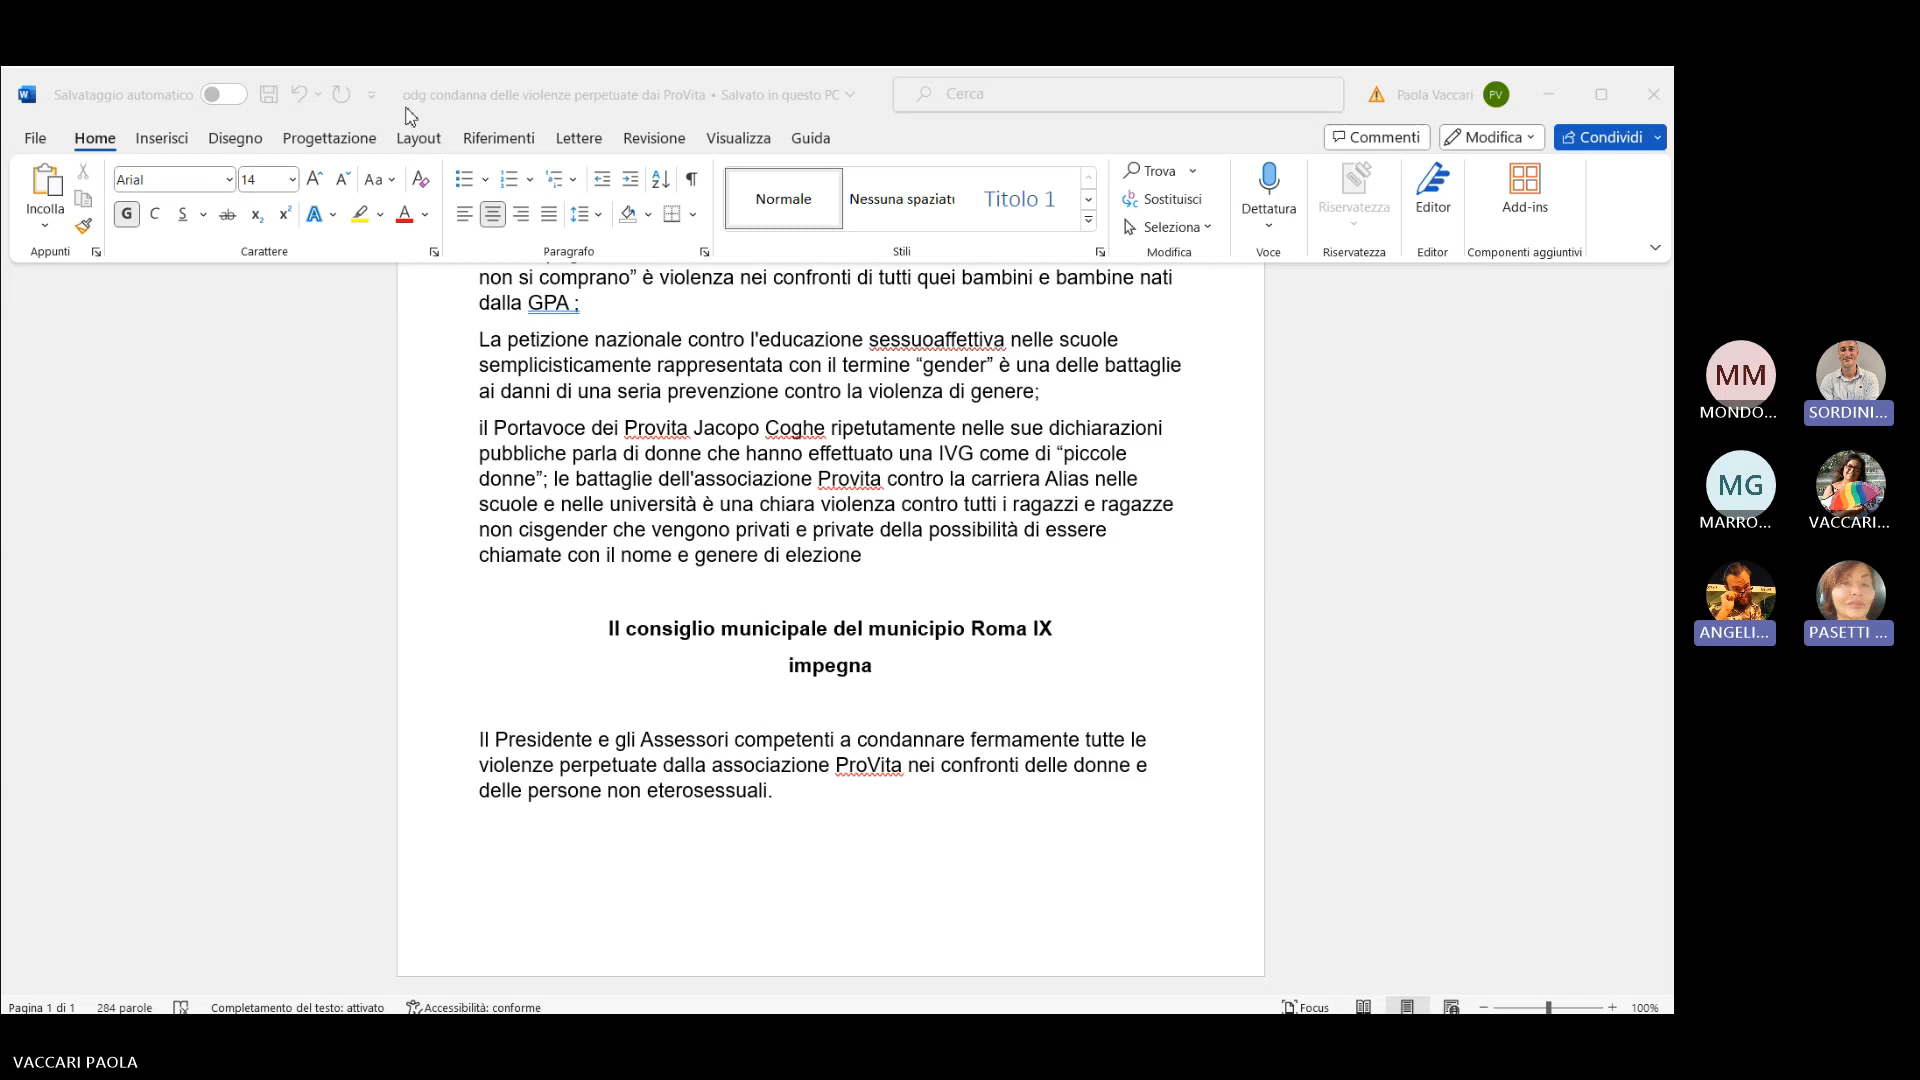 Salvataggio automatico
odg condanna delle violenze perpetuate dai ProVita • Salvato in questo PC
Cerca
Paola Vaccari
PV
File Home Inserisci Disegno Progettazione Layout Riferimenti Lettere Revisione Visualizza Guida
Commenti
Modifica
Condividi
Incolla
Arial
14
Aa
G C S ab x₂ x² A A
Normale
Nessuna spaziati
Titolo 1
Trova
Sostituisci
Seleziona
Dettatura
Riservatezza
Editor
Add-ins
Appunti
Carattere
Paragrafo
Stili
Modifica
Voce
Riservatezza
Editor
Componenti aggiuntivi
non si comprano” è violenza nei confronti di tutti quei bambini e bambine nati
dalla GPA ;
La petizione nazionale contro l'educazione sessuoaffettiva nelle scuole
semplicisticamente rappresentata con il termine “gender” è una delle battaglie
ai danni di una seria prevenzione contro la violenza di genere;
il Portavoce dei Provita Jacopo Coghe ripetutamente nelle sue dichiarazioni
pubbliche parla di donne che hanno effettuato una IVG come di “piccole
donne”; le battaglie dell'associazione Provita contro la carriera Alias nelle
scuole e nelle università è una chiara violenza contro tutti i ragazzi e ragazze
non cisgender che vengono privati e private della possibilità di essere
chiamate con il nome e genere di elezione
Il consiglio municipale del municipio Roma IX
impegna
Il Presidente e gli Assessori competenti a condannare fermamente tutte le
violenze perpetuate dalla associazione ProVita nei confronti delle donne e
delle persone non eterosessuali.
MM
MONDO...
SORDINI...
MG
MARRO...
VACCARI...
ANGELI...
PASETTI ...
Pagina 1 di 1
284 parole
Completamento del testo: attivato
Accessibilità: conforme
Focus
100%
VACCARI PAOLA